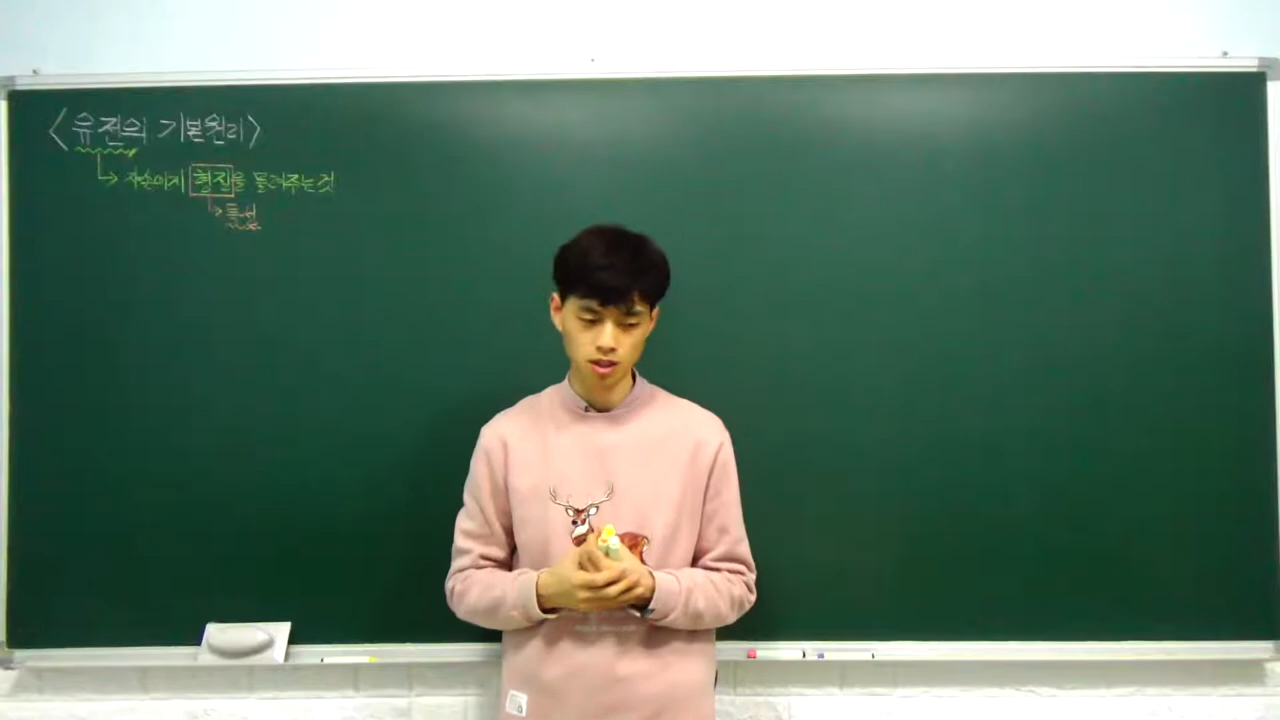 <유전의 기본원리>
→ 자손에게 형질을 물려주는 것
→ 특성